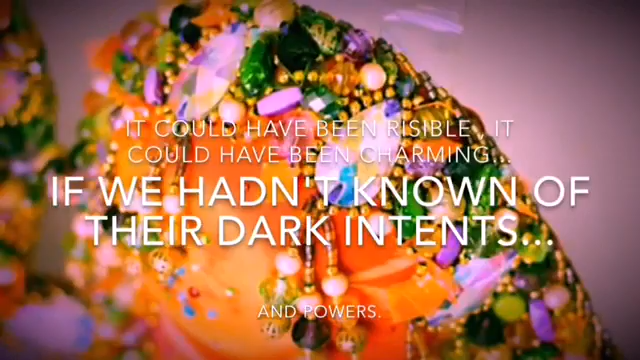 IT COULD HAVE BEEN RISIBLE , IT
COULD HAVE BEEN CHARMING...
IF WE HADN'T KNOWN OF
THEIR DARK INTENTS...
AND POWERS.